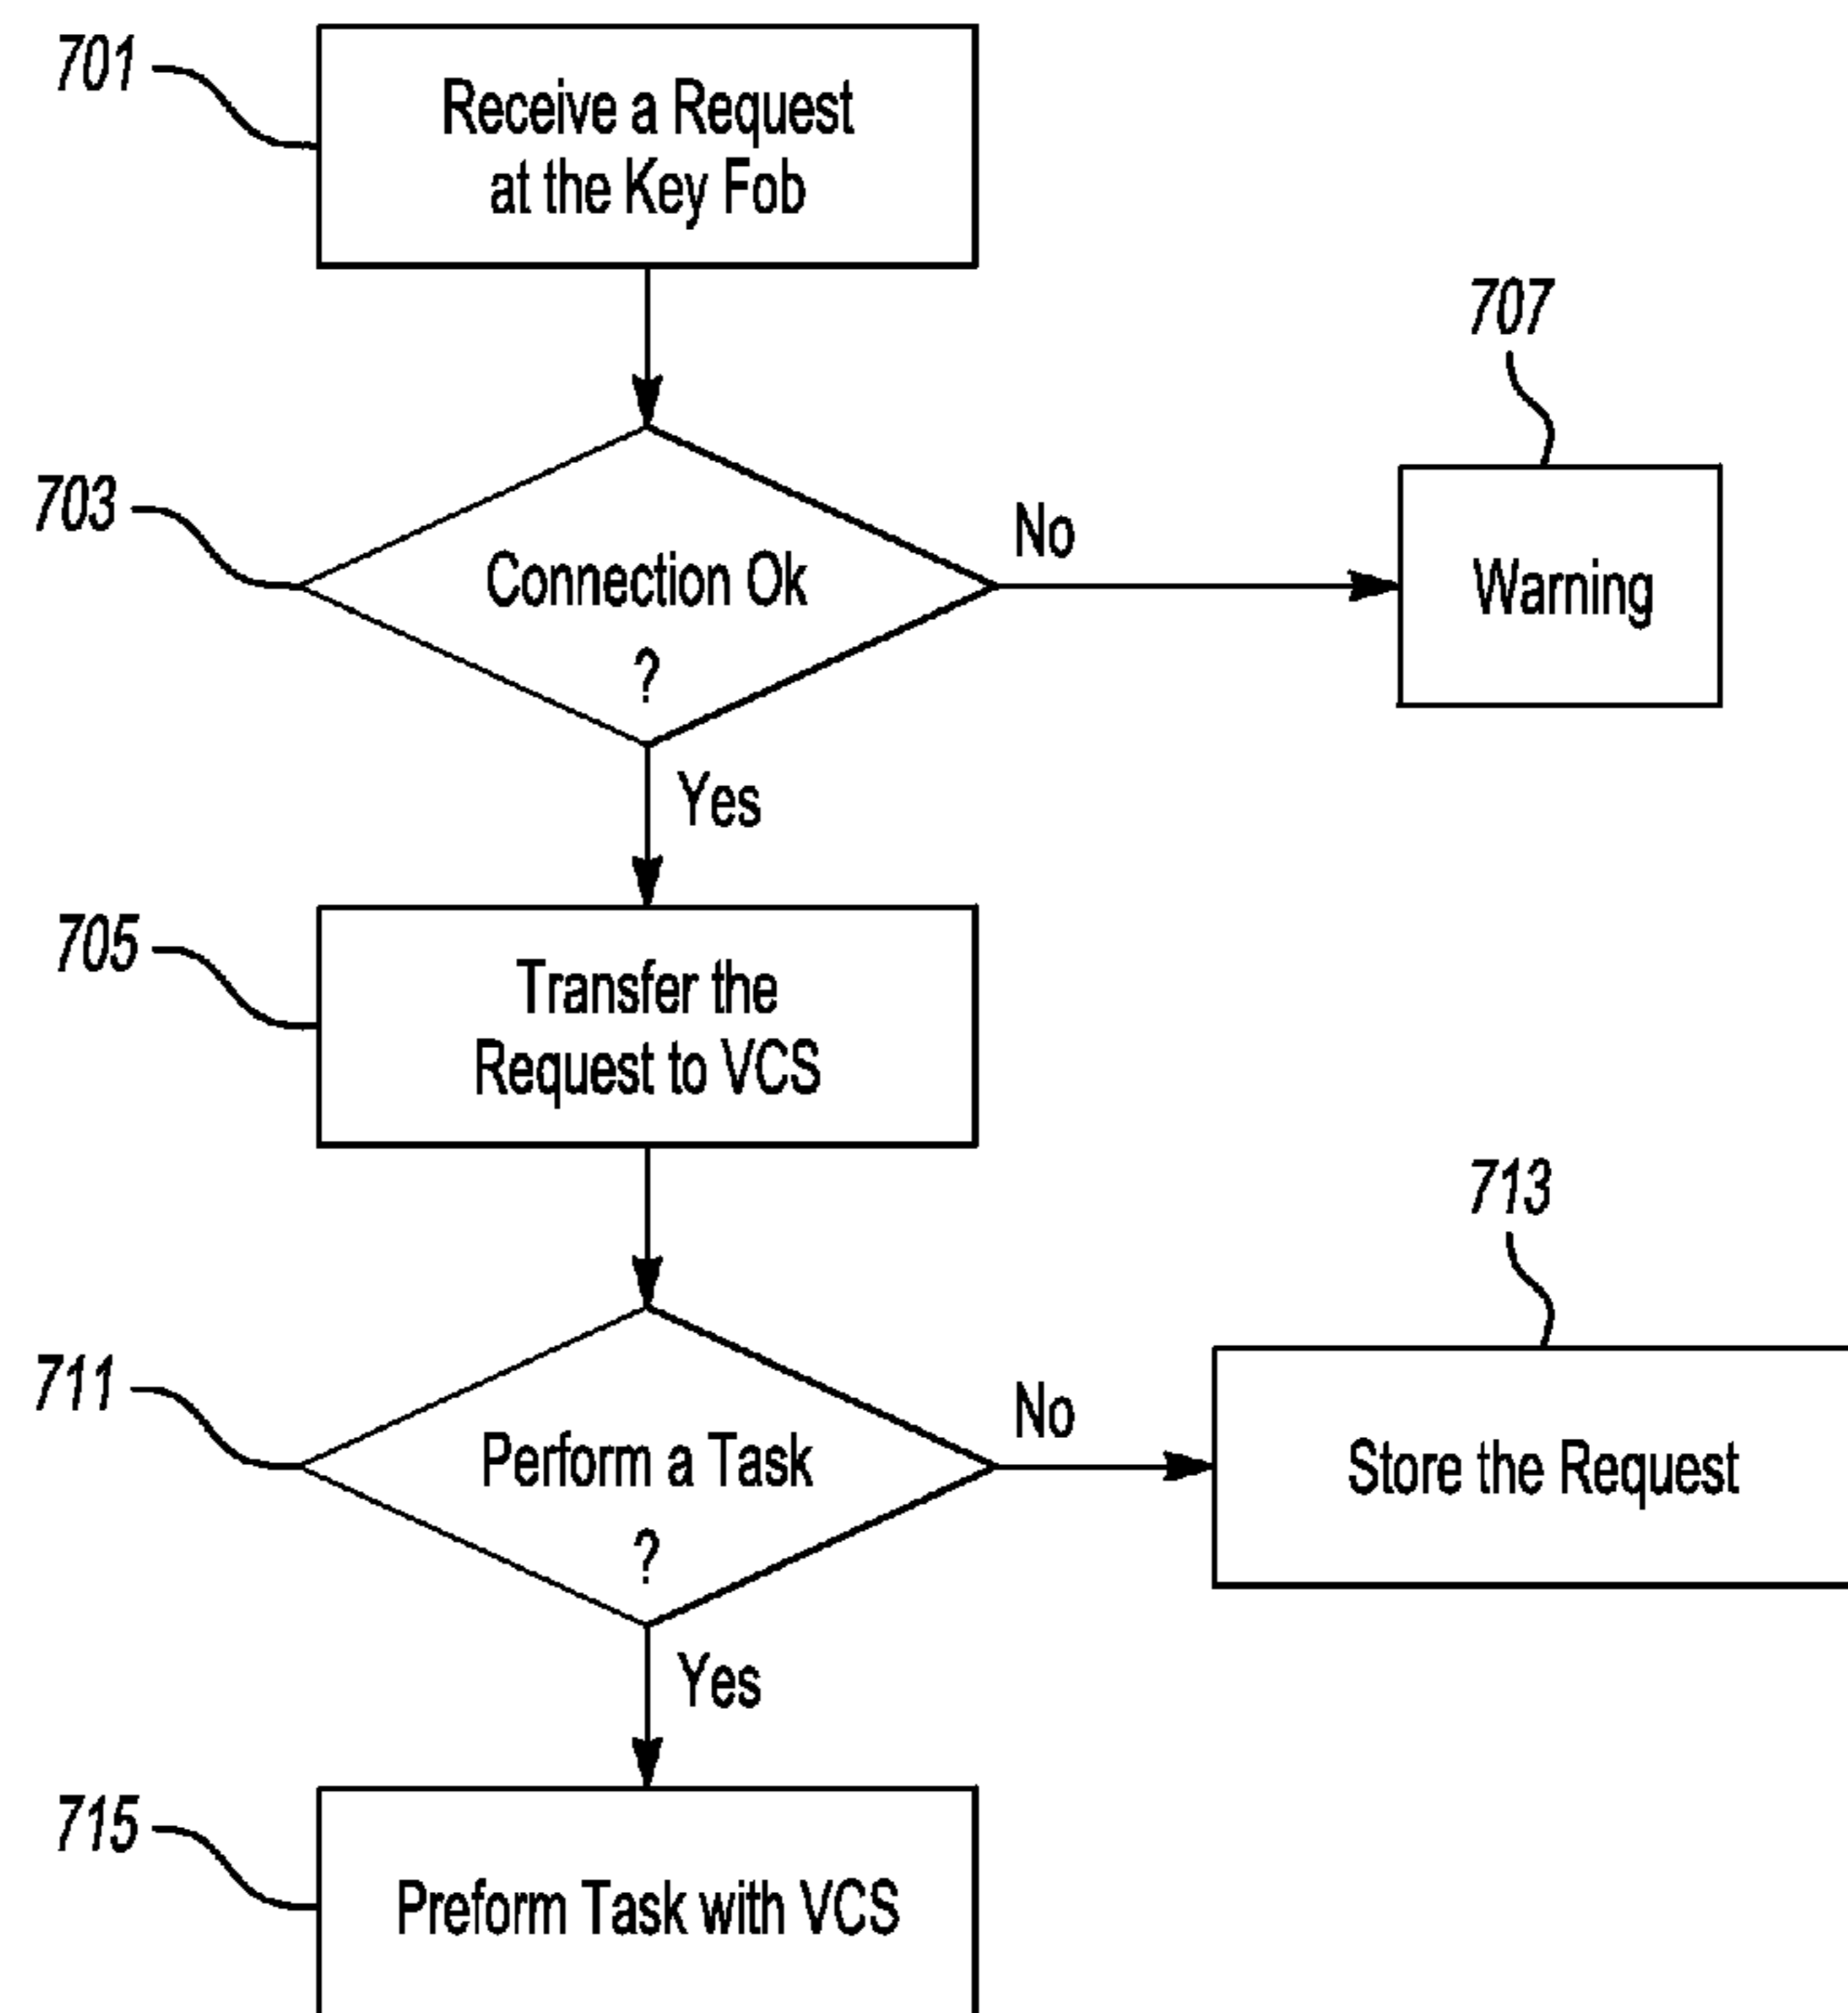 701
Receive a Request
at the Key Fob
707
703
Connection Ok
?
No
Warning
Yes
705
Transfer the
Request to VCS
713
711
Perform a Task
?
No
Store the Request
Yes
715
Preform Task with VCS